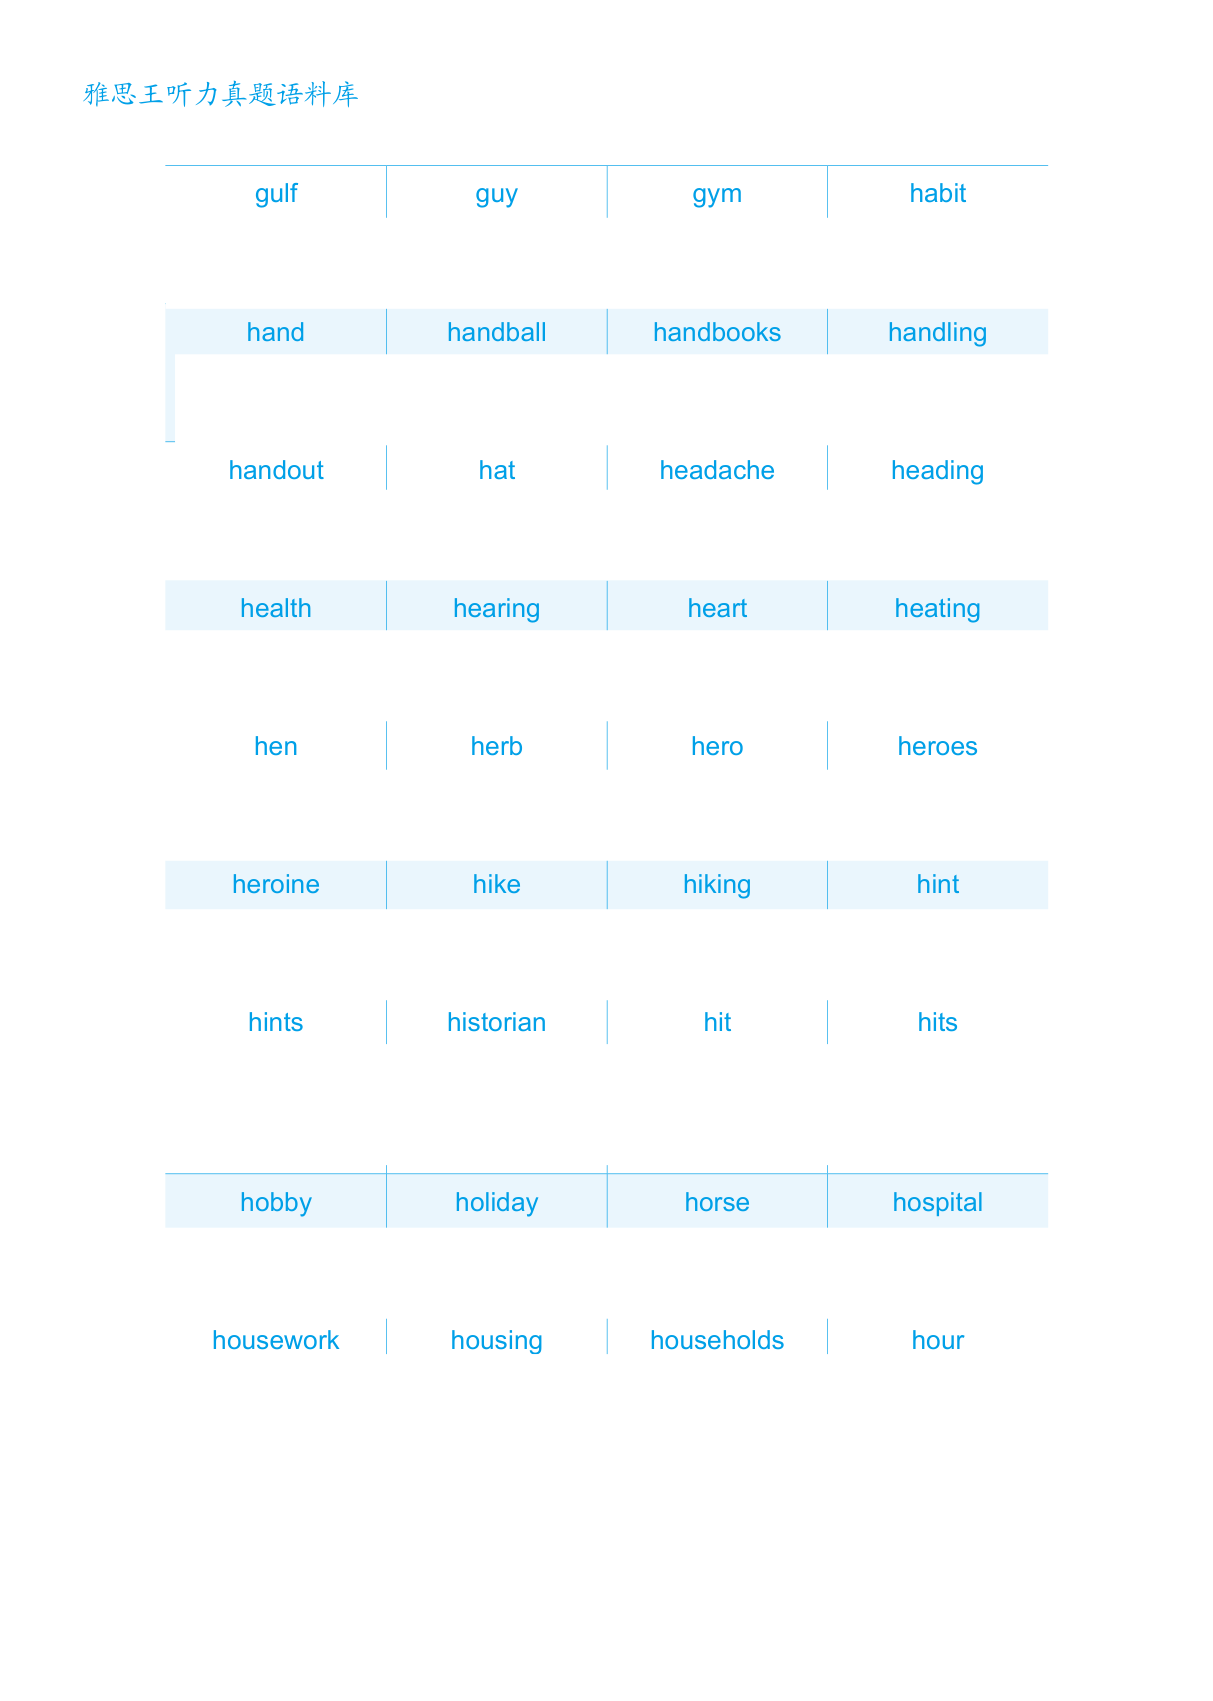 雅思王听力真题语料库
gulf guy gym habit
hand handball handbooks handling
handout hat headache heading
health hearing heart heating
hen herb hero heroes
heroine hike hiking hint
hints historian hit hits
hobby holiday horse hospital
housework housing households hour